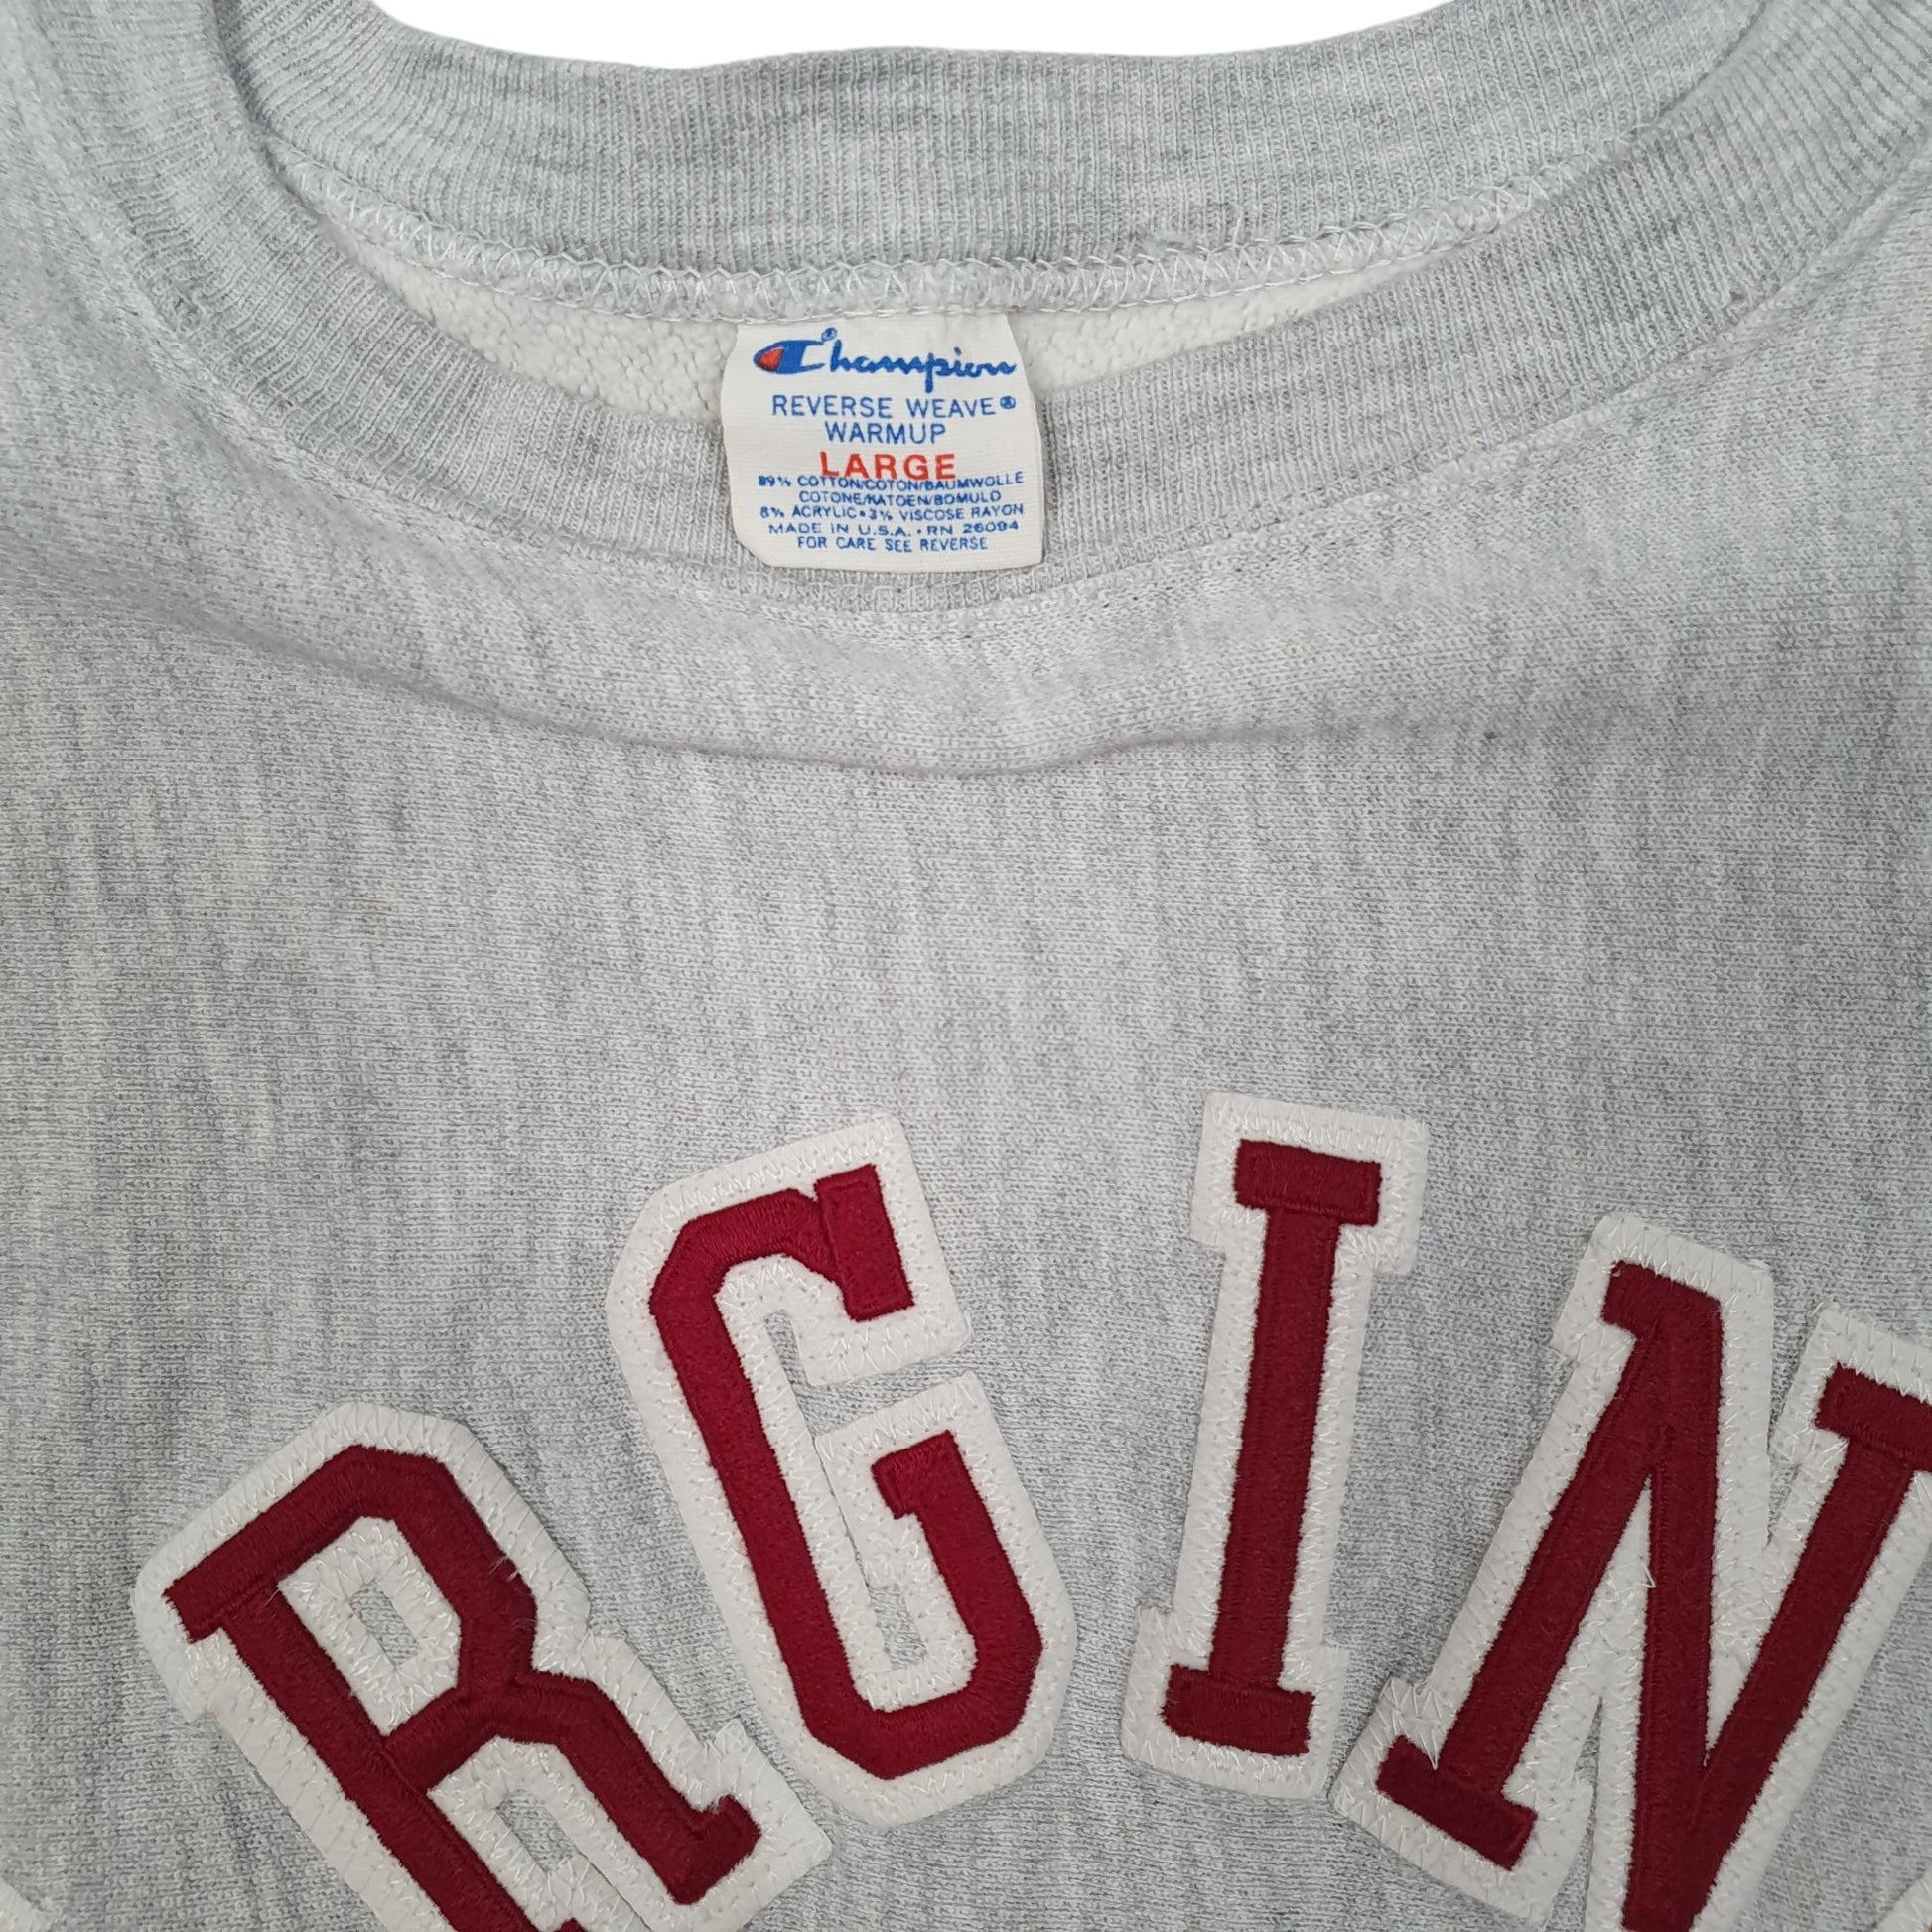 Champion®
REVERSE WEAVE®
WARMUP
LARGE
89% COTTON/COTON/BAUMWOLLE
COTONE/KATOEN/BOMULD
8% ACRYLIC•3% VISCOSE RAYON
MADE IN U.S.A. • RN 26094
FOR CARE SEE REVERSE
RGIN